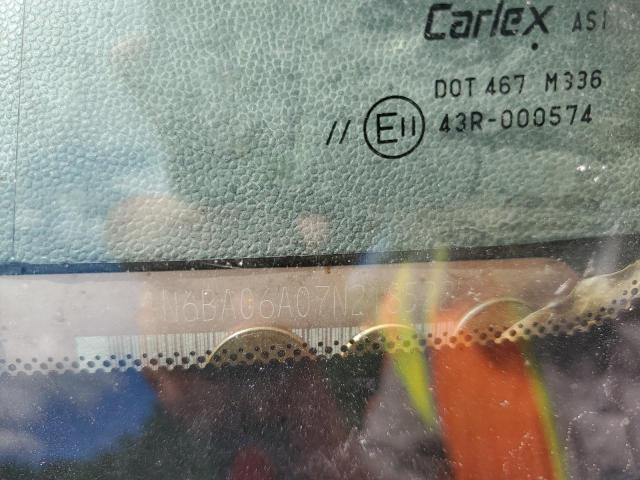 Carlex AS1
DOT 467 M336
// E11 43R-000574